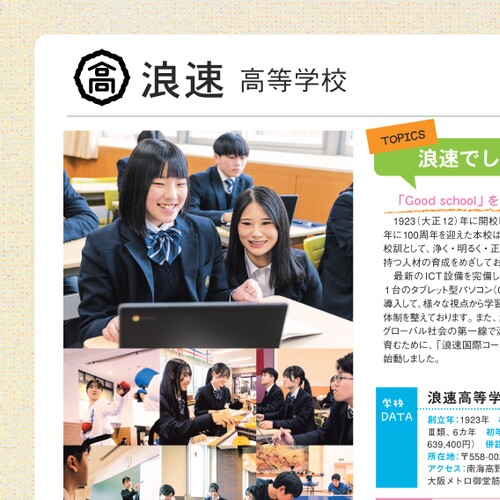 高
浪速 高等学校
TOPICS
浪速でし
「Good school」を
1923(大正12)年に開校
年に100周年を迎えた本校は
校訓として、浄く・明るく・正
持つ人材の育成をめざしてお
最新のICT設備を完備し
1台のタブレット型パソコン(
導入して、様々な視点から学習
体制を整えております。また、
グローバル社会の第一線で活
育むために、「浪速国際コー
始動しました。
学校
DATA
浪速高等学
創立年:1923年
Ⅲ類、6カ年 初年
639,400円) 併設
所在地:〒558-00
アクセス:南海高野
大阪メトロ御堂筋